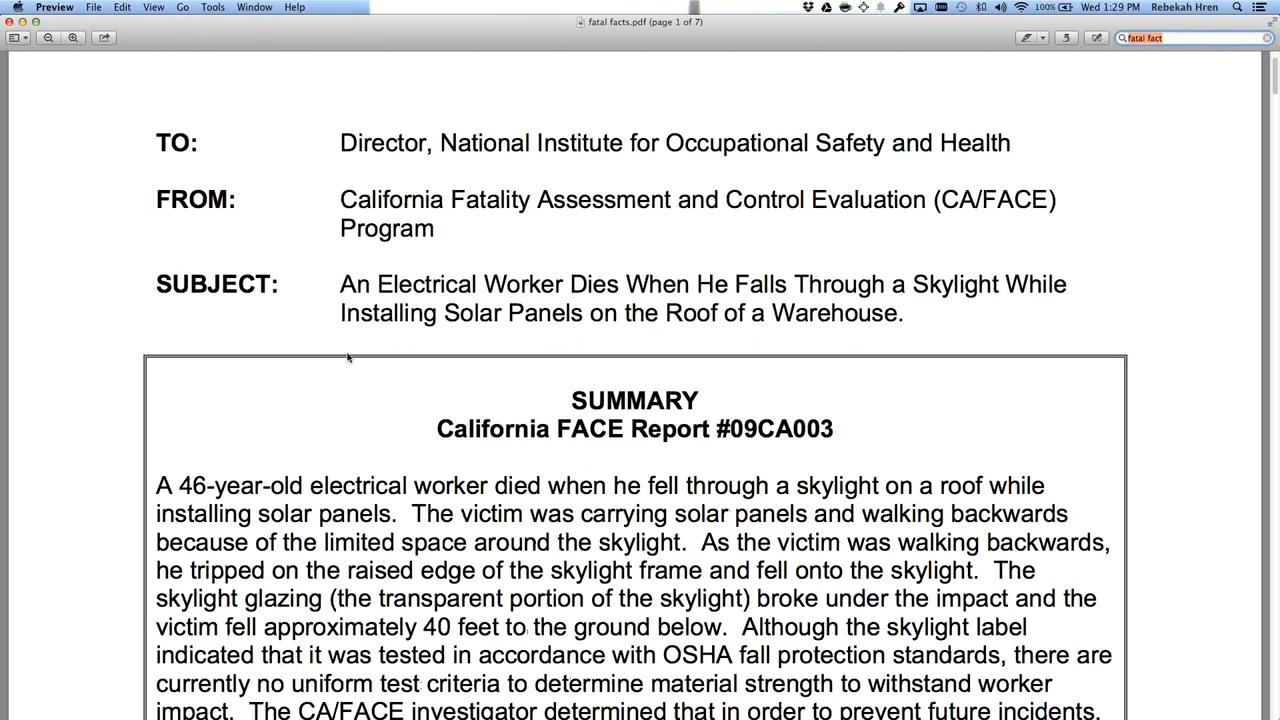 Preview File Edit View Go Tools Window Help 100% Wed 1:29 PM Rebekah Hren
fatal facts.pdf (page 1 of 7)
fatal fact
TO: Director, National Institute for Occupational Safety and Health
FROM: California Fatality Assessment and Control Evaluation (CA/FACE)
Program
SUBJECT: An Electrical Worker Dies When He Falls Through a Skylight While
Installing Solar Panels on the Roof of a Warehouse.
SUMMARY
California FACE Report #09CA003
A 46-year-old electrical worker died when he fell through a skylight on a roof while
installing solar panels. The victim was carrying solar panels and walking backwards
because of the limited space around the skylight. As the victim was walking backwards,
he tripped on the raised edge of the skylight frame and fell onto the skylight. The
skylight glazing (the transparent portion of the skylight) broke under the impact and the
victim fell approximately 40 feet to the ground below. Although the skylight label
indicated that it was tested in accordance with OSHA fall protection standards, there are
currently no uniform test criteria to determine material strength to withstand worker
impact. The CA/FACE investigator determined that in order to prevent future incidents,